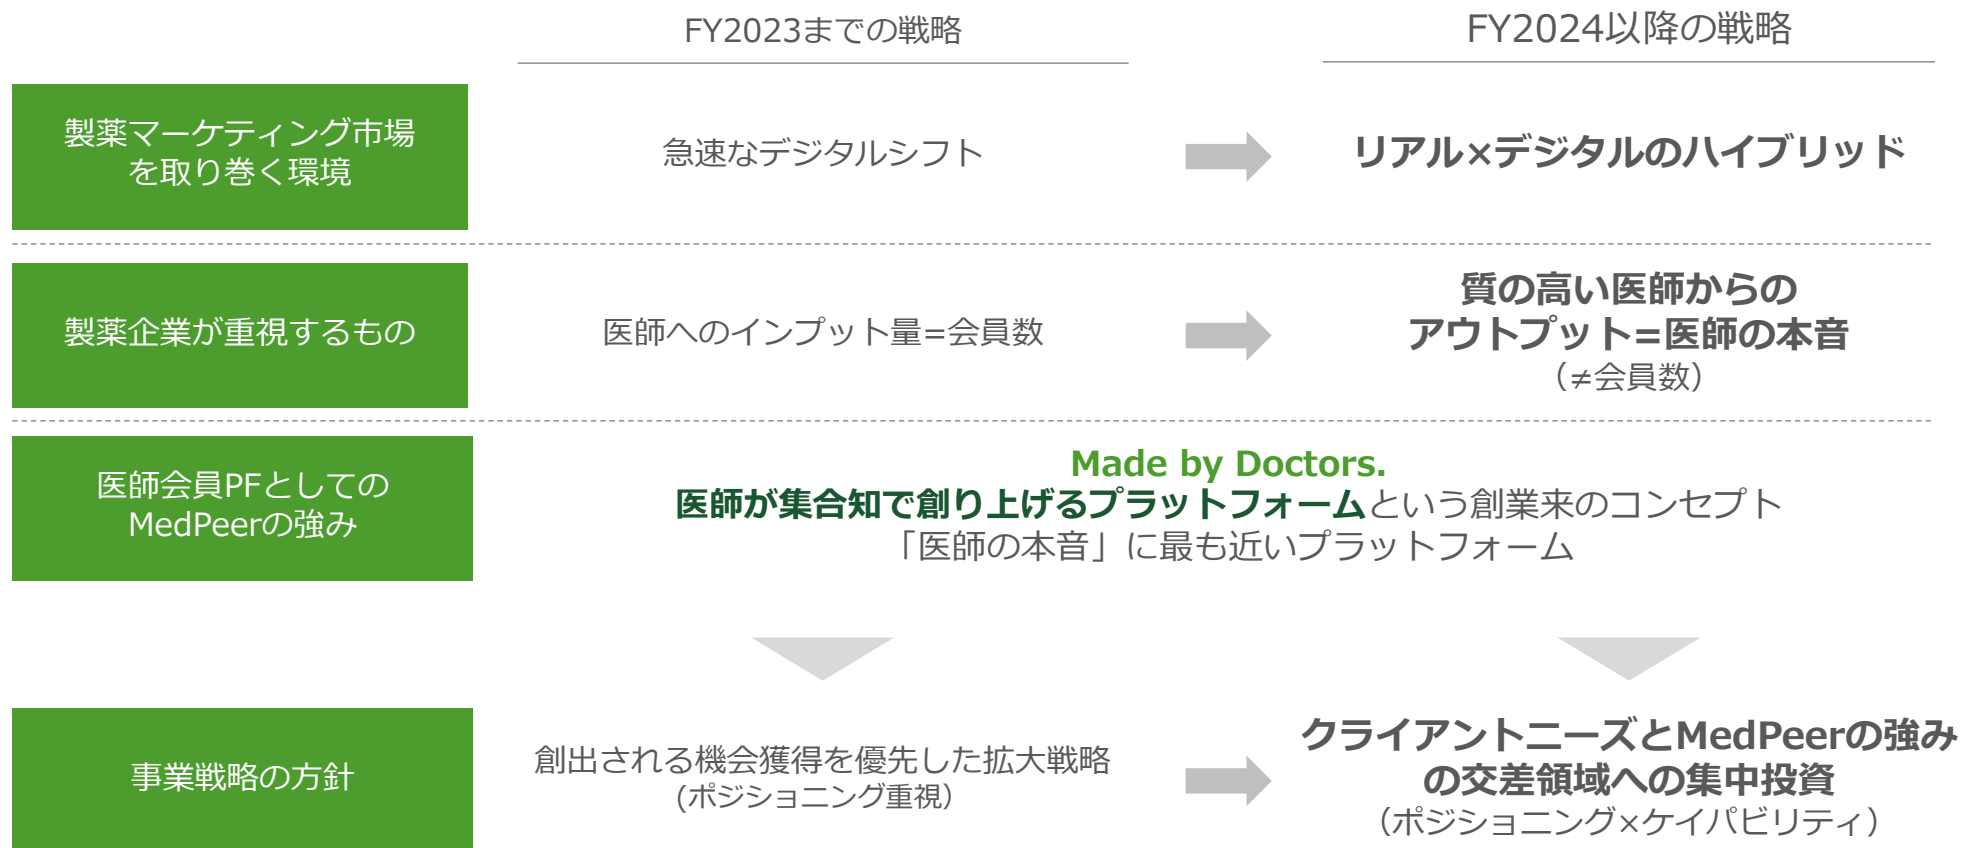 FY2023までの戦略
FY2024以降の戦略
製薬マーケティング市場
を取り巻く環境
急速なデジタルシフト
リアル×デジタルのハイブリッド
製薬企業が重視するもの
医師へのインプット量=会員数
質の高い医師からの
アウトプット=医師の本音
（≠会員数）
医師会員PFとしての
MedPeerの強み
Made by Doctors.
医師が集合知で創り上げるプラットフォームという創業来のコンセプト
「医師の本音」に最も近いプラットフォーム
事業戦略の方針
創出される機会獲得を優先した拡大戦略
(ポジショニング重視）
クライアントニーズとMedPeerの強み
の交差領域への集中投資
（ポジショニング×ケイパビリティ）